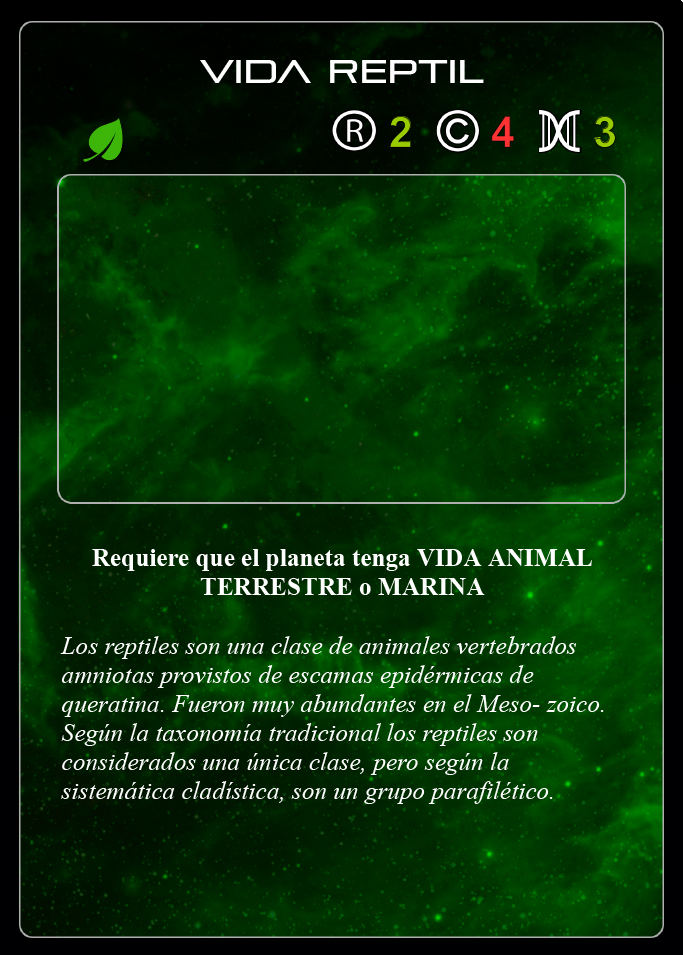 VIDA REPTIL
® 2 © 4 3
Requiere que el planeta tenga VIDA ANIMAL
TERRESTRE o MARINA
Los reptiles son una clase de animales vertebrados
amniotas provistos de escamas epidérmicas de
queratina. Fueron muy abundantes en el Meso- zoico.
Según la taxonomía tradicional los reptiles son
considerados una única clase, pero según la
sistemática cladística, son un grupo parafilético.